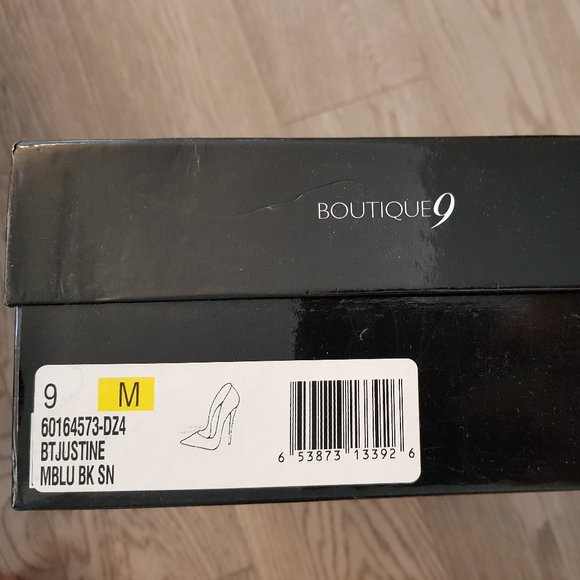 BOUTIQUE9
9 M
60164573-DZ4
BTJUSTINE
MBLU BK SN
6 53873 13392 6